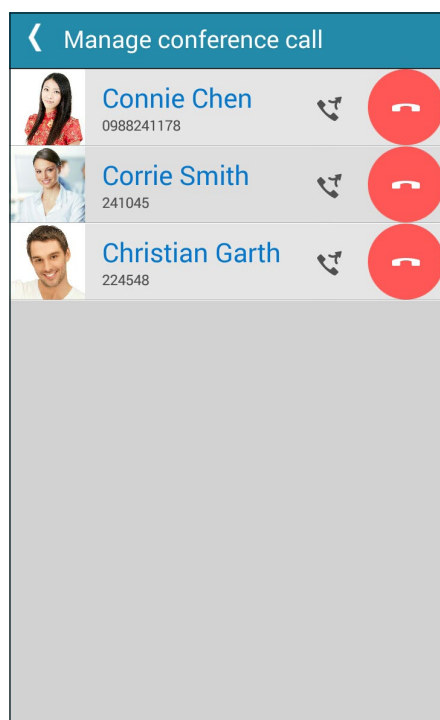 Manage conference call
Connie Chen
0988241178
Corrie Smith
241045
Christian Garth
224548